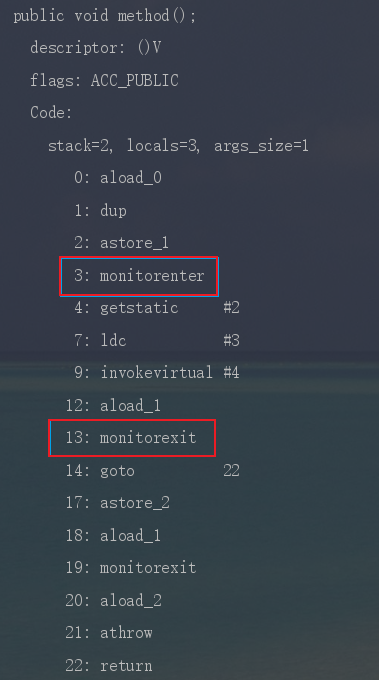 public void method();
descriptor: ()V
flags: ACC_PUBLIC
Code:
stack=2, locals=3, args_size=1
0: aload_0
1: dup
2: astore_1
3: monitorenter
4: getstatic #2
7: ldc #3
9: invokevirtual #4
12: aload_1
13: monitorexit
14: goto 22
17: astore_2
18: aload_1
19: monitorexit
20: aload_2
21: athrow
22: return